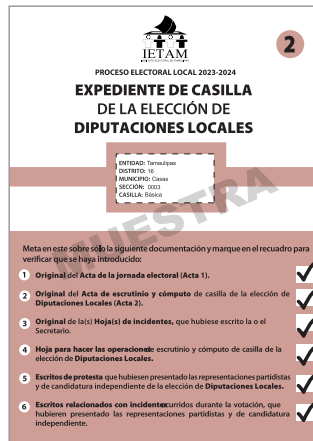 IETAM
2
PROCESO ELECTORAL LOCAL 2023-2024
EXPEDIENTE DE CASILLA
DE LA ELECCIÓN DE
DIPUTACIONES LOCALES
ENTIDAD: Tamaulipas
DISTRITO: 16
MUNICIPIO: Casas
SECCIÓN: 0003
CASILLA: Básica
MUESTRA
Meta en este sobre sólo la siguiente documentación y marque en el recuadro para
verificar que se haya introducido:
1 Original del Acta de la jornada electoral (Acta 1).
2 Original del Acta de escrutinio y cómputo de casilla de la elección de
Diputaciones Locales (Acta 2).
3 Original de la(s) Hoja(s) de incidentes, que hubiese escrito la o el
Secretario.
4 Hoja para hacer las operaciones de escrutinio y cómputo de casilla de la
elección de Diputaciones Locales.
5 Escritos de protesta que hubiesen presentado las representaciones partidistas
y de candidatura independiente de la elección de Diputaciones Locales.
6 Escritos relacionados con incidentes ocurridos durante la votación, que
hubieren presentado las representaciones partidistas y de candidatura
independiente.